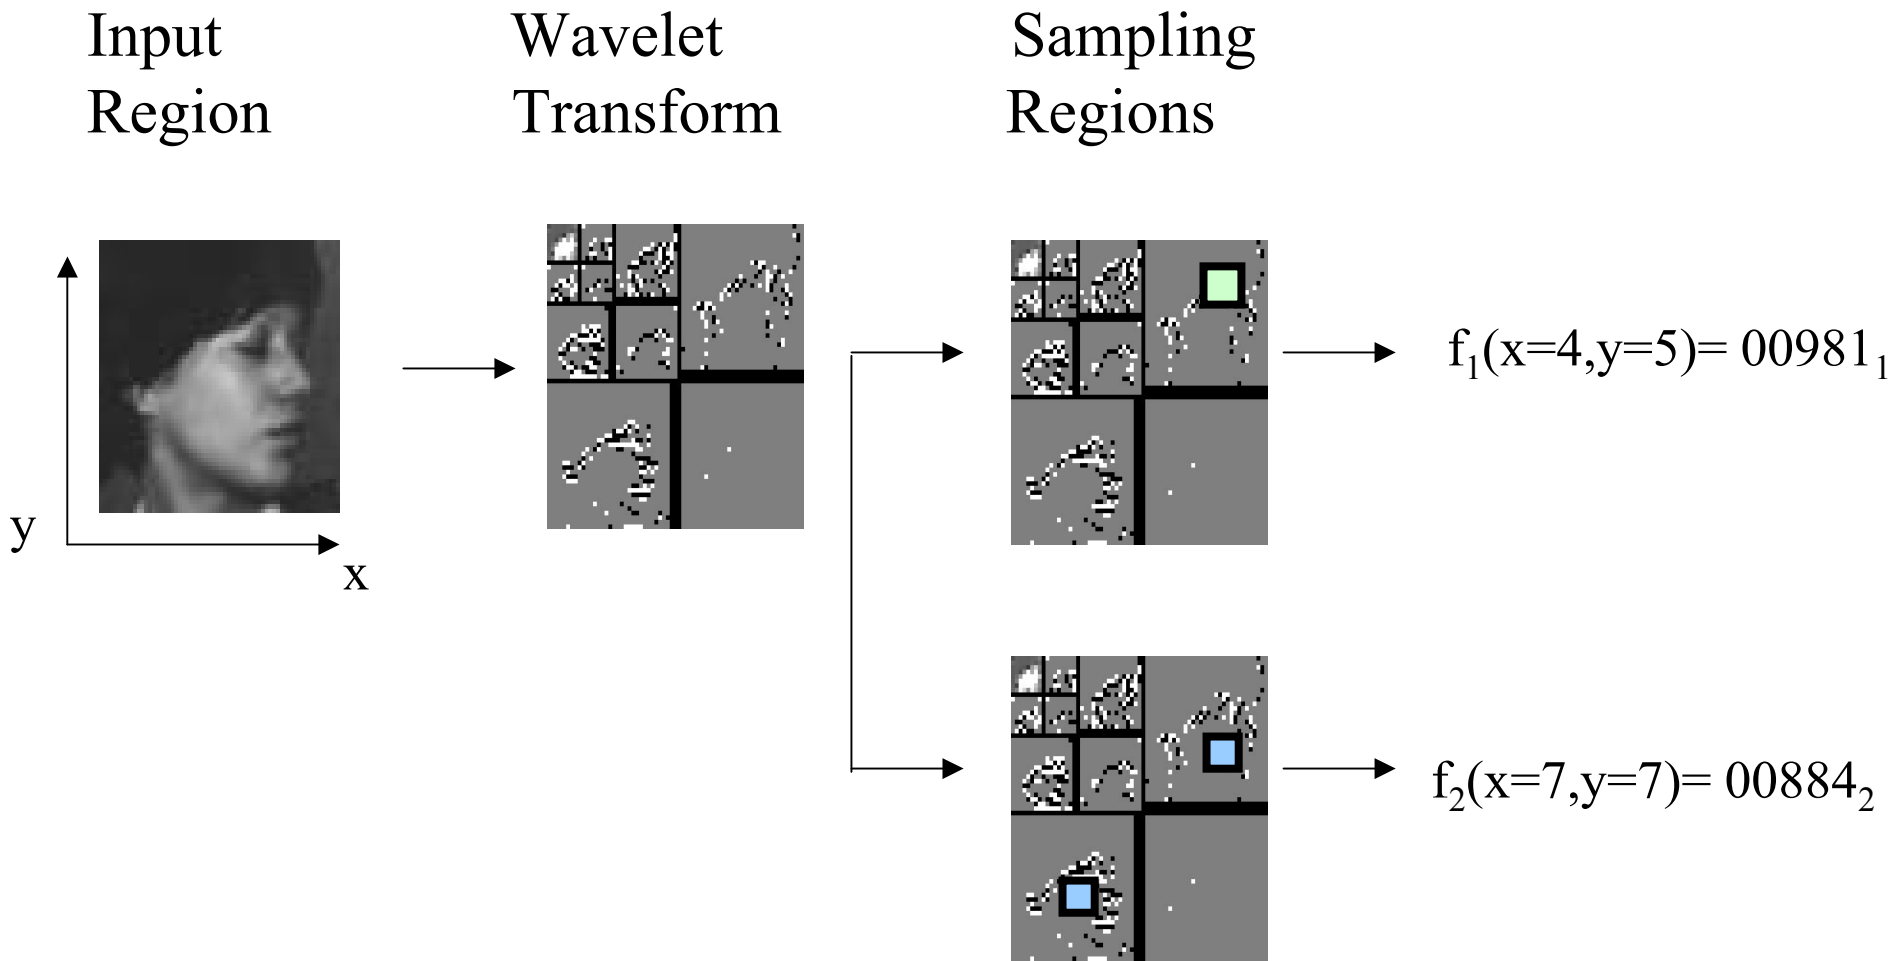 Input
Region
Wavelet
Transform
Sampling
Regions
y
x
f₁(x=4,y=5)= 00981₁
f₂(x=7,y=7)= 00884₂